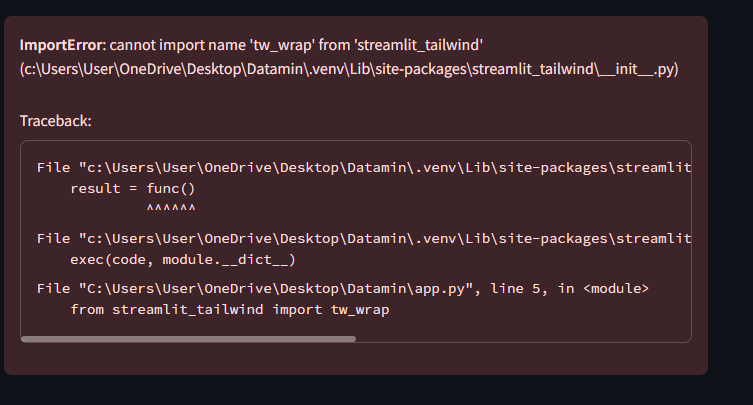 ImportError: cannot import name 'tw_wrap' from 'streamlit_tailwind'
(c:\Users\User\OneDrive\Desktop\Datamin\.venv\Lib\site-packages\streamlit_tailwind\__init__.py)
Traceback:
File "c:\Users\User\OneDrive\Desktop\Datamin\.venv\Lib\site-packages\streamlit
result = func()
^^^^^^
File "c:\Users\User\OneDrive\Desktop\Datamin\.venv\Lib\site-packages\streamlit
exec(code, module.__dict__)
File "C:\Users\User\OneDrive\Desktop\Datamin\app.py", line 5, in <module>
from streamlit_tailwind import tw_wrap